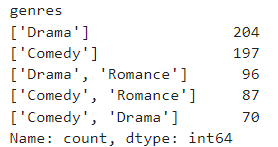 genres
['Drama'] 204
['Comedy'] 197
['Drama', 'Romance'] 96
['Comedy', 'Romance'] 87
['Comedy', 'Drama'] 70
Name: count, dtype: int64